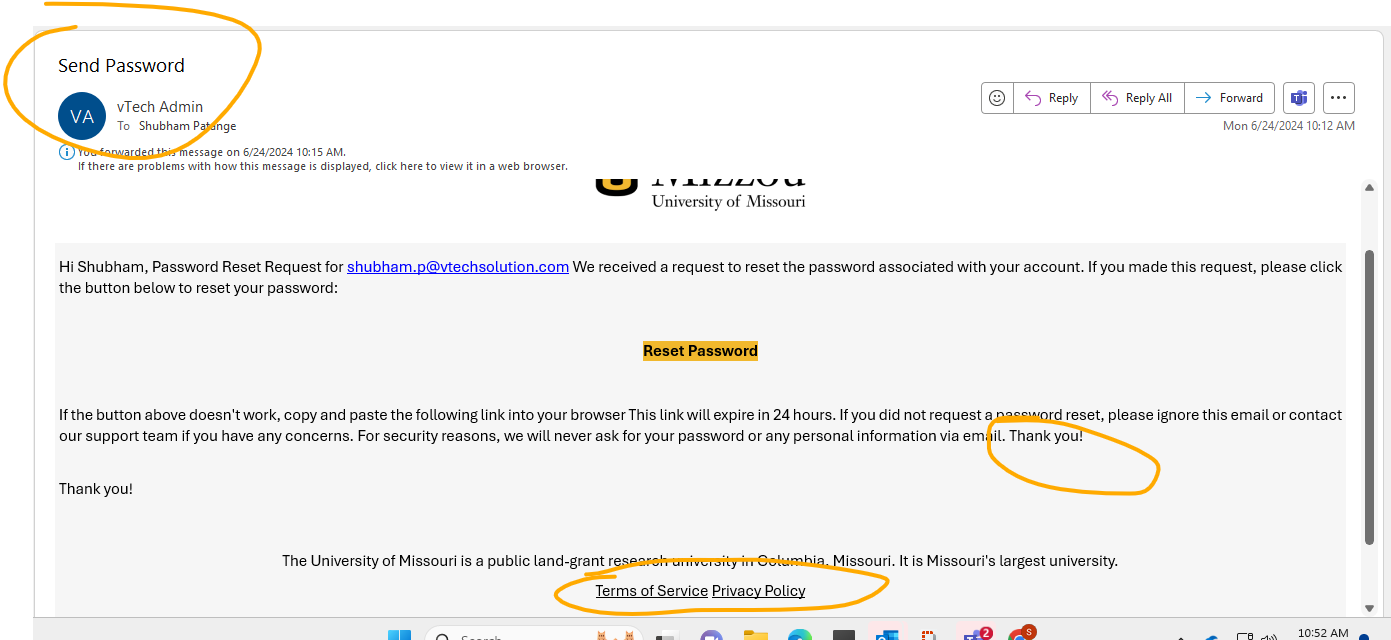 Send Password
VA
vTech Admin
To Shubham Patange
Reply
Reply All
Forward
Mon 6/24/2024 10:12 AM
You forwarded this message on 6/24/2024 10:15 AM.
If there are problems with how this message is displayed, click here to view it in a web browser.
Mizzou
University of Missouri
Hi Shubham, Password Reset Request for shubham.p@vtechsolution.com We received a request to reset the password associated with your account. If you made this request, please click
the button below to reset your password:
Reset Password
If the button above doesn't work, copy and paste the following link into your browser This link will expire in 24 hours. If you did not request a password reset, please ignore this email or contact
our support team if you have any concerns. For security reasons, we will never ask for your password or any personal information via email. Thank you!
Thank you!
The University of Missouri is a public land-grant research university in Columbia, Missouri. It is Missouri's largest university.
Terms of Service Privacy Policy
Search
2
S
10:52 AM